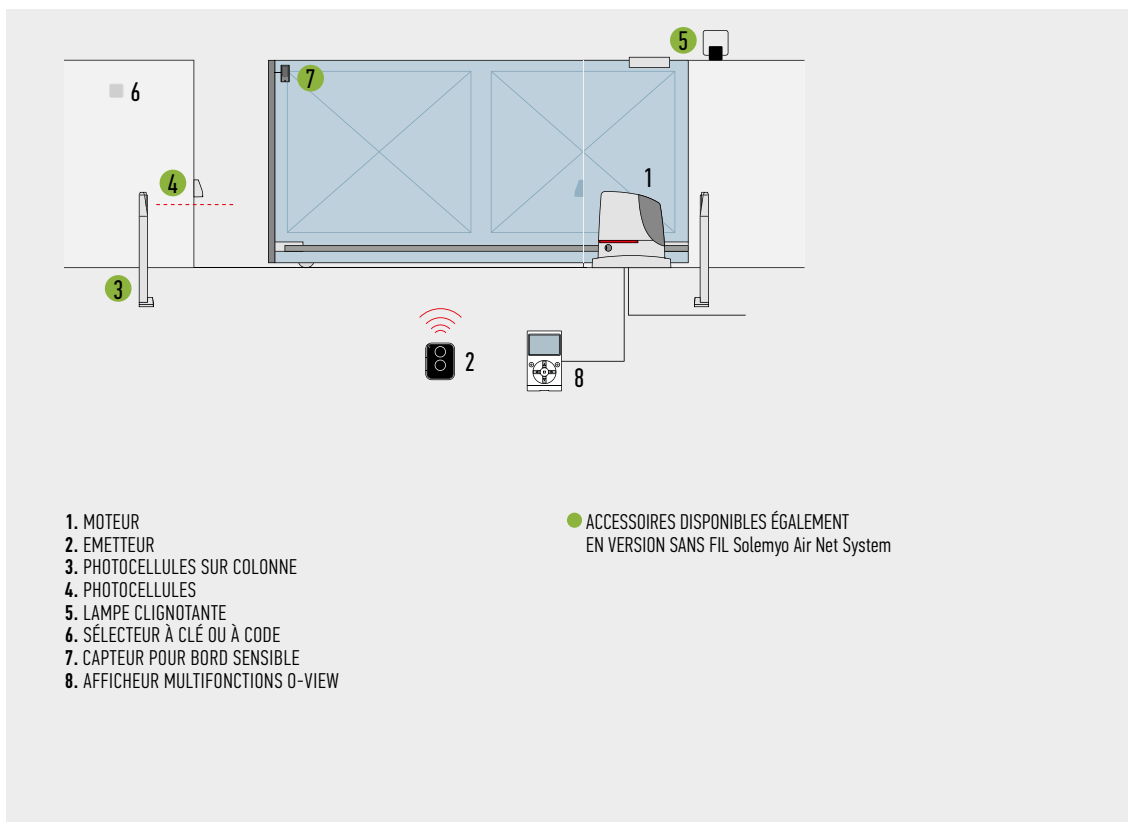 5
7
6
4
1
3
2
8
1. MOTEUR
2. EMETTEUR
3. PHOTOCELLULES SUR COLONNE
4. PHOTOCELLULES
5. LAMPE CLIGNOTANTE
6. SÉLECTEUR À CLÉ OU À CODE
7. CAPTEUR POUR BORD SENSIBLE
8. AFFICHEUR MULTIFONCTIONS O-VIEW
ACCESSOIRES DISPONIBLES ÉGALEMENT
EN VERSION SANS FIL Solemyo Air Net System